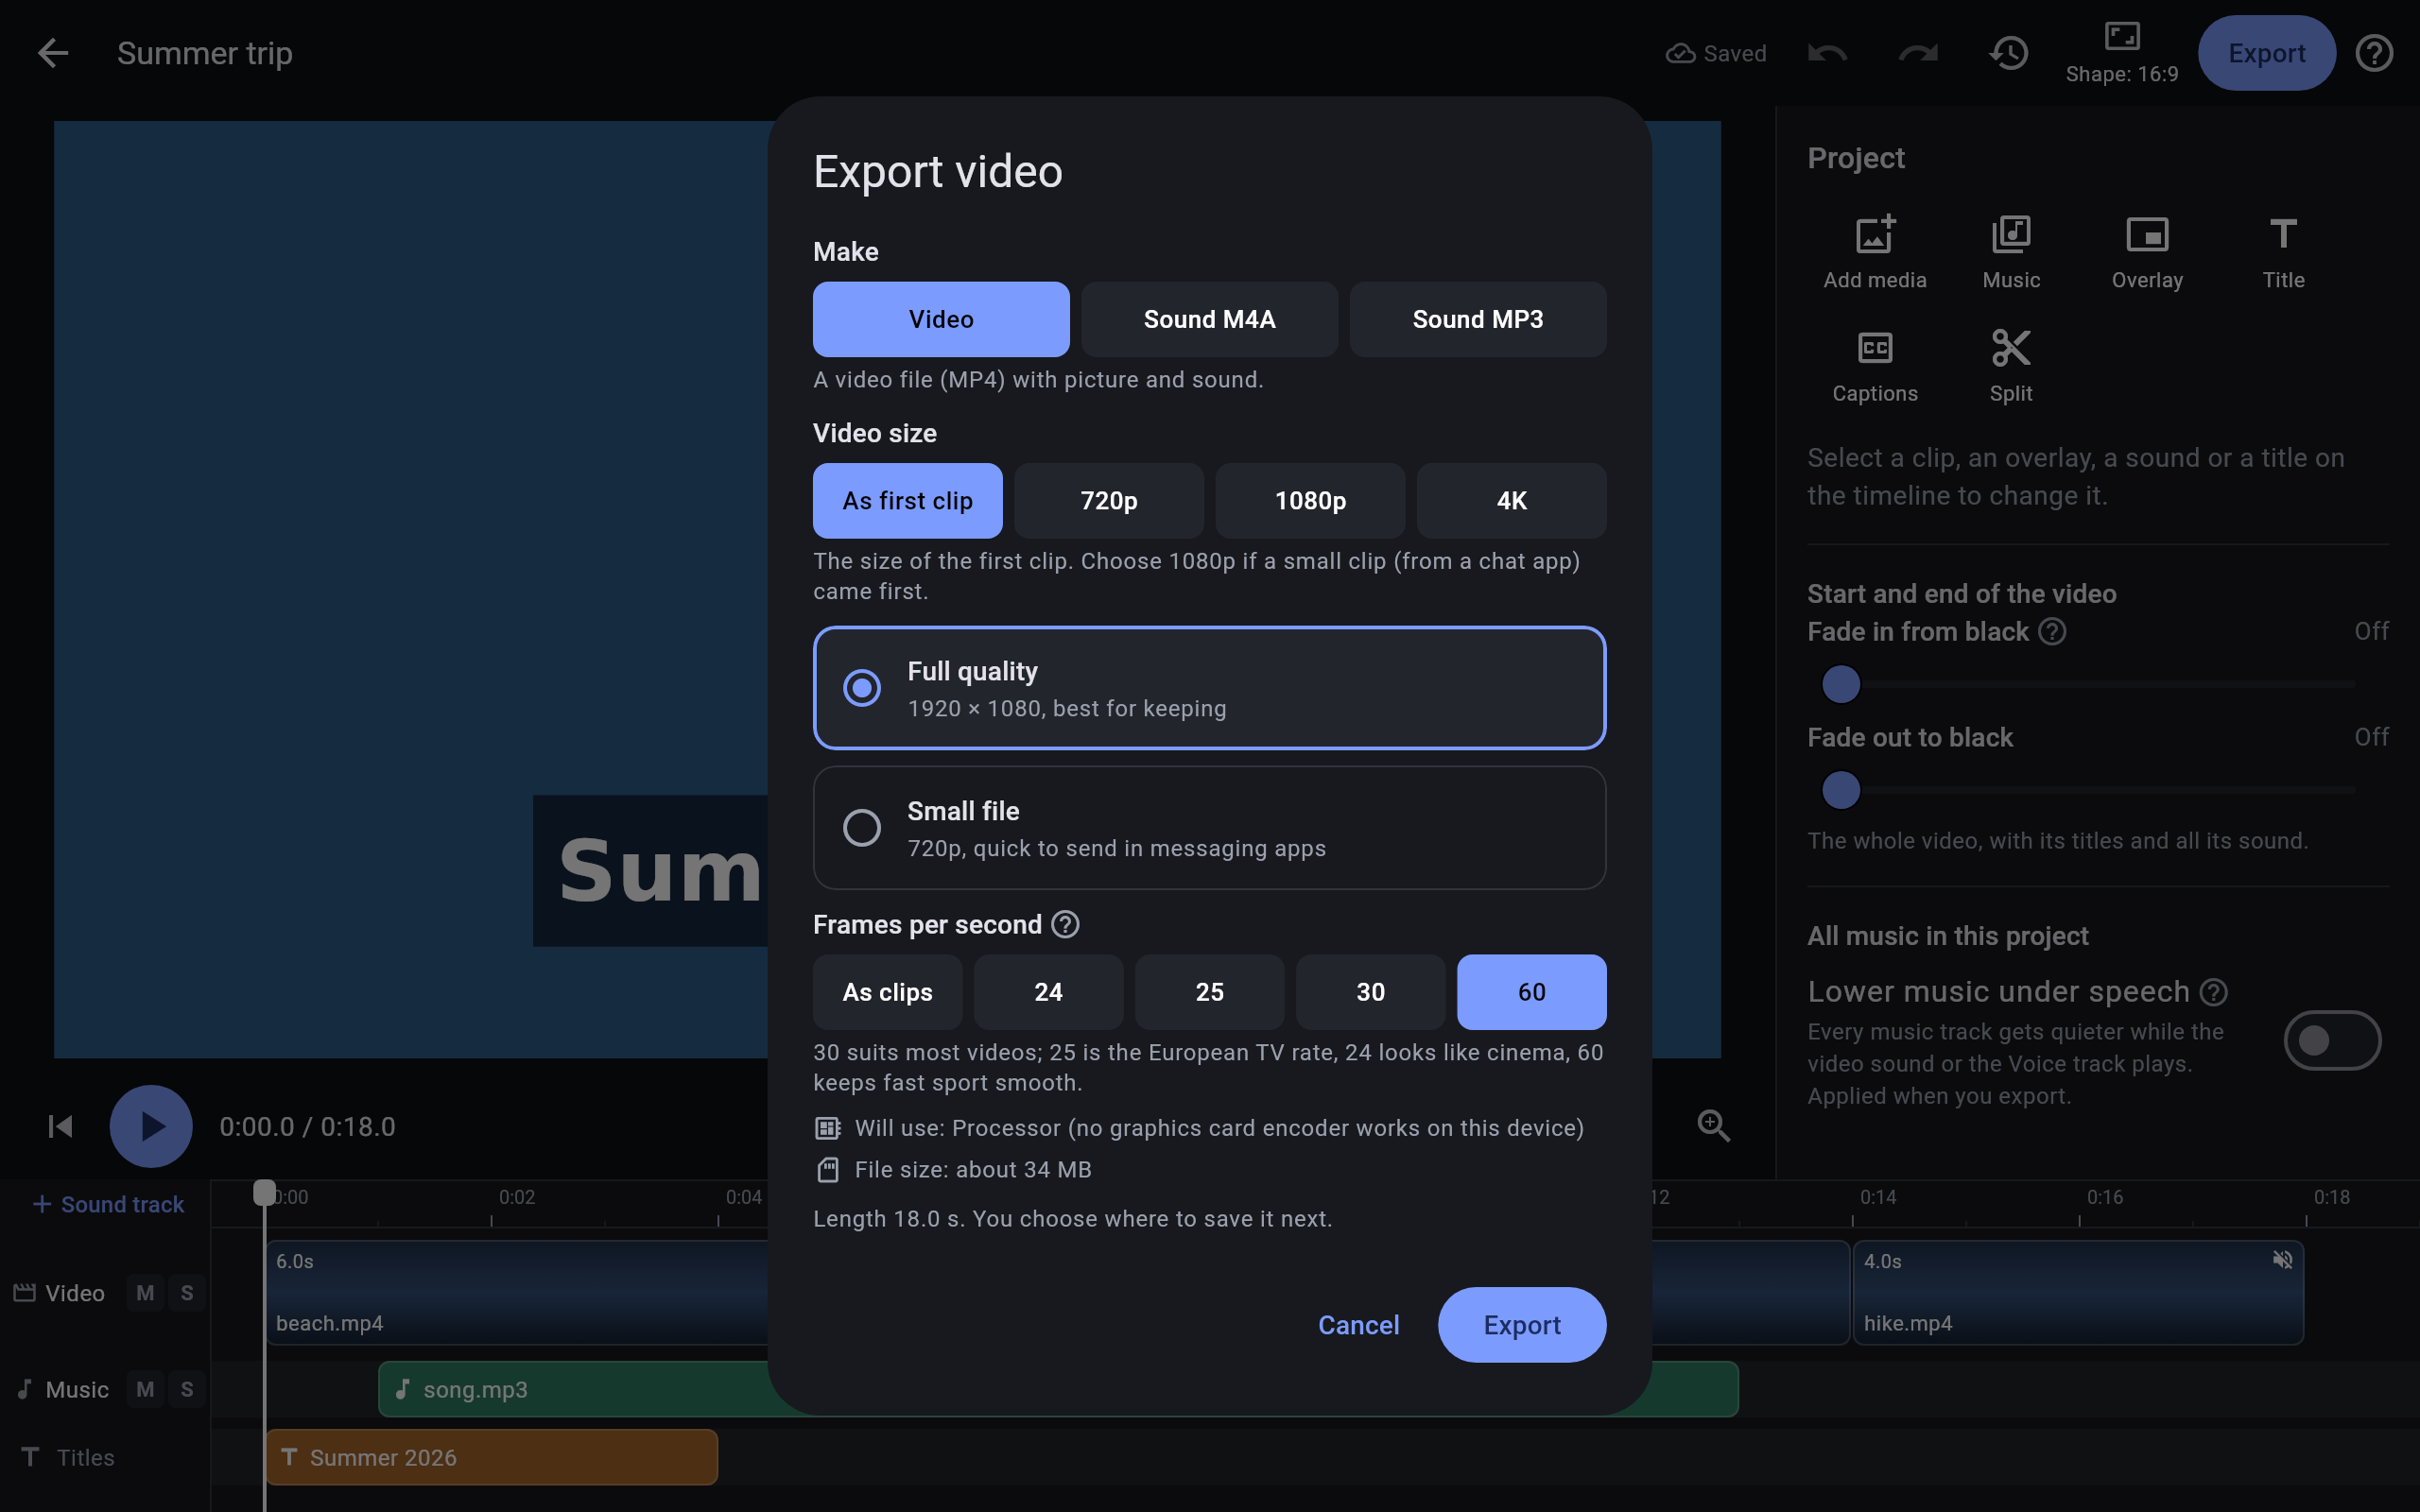 Summer trip
Saved
Shape: 16:9
Export
Export video
Make
Video
Sound M4A
Sound MP3
A video file (MP4) with picture and sound.
Video size
As first clip
720p
1080p
4K
The size of the first clip. Choose 1080p if a small clip (from a chat app)
came first.
Full quality
1920 × 1080, best for keeping
Small file
720p, quick to send in messaging apps
Frames per second
As clips
24
25
30
60
30 suits most videos; 25 is the European TV rate, 24 looks like cinema, 60
keeps fast sport smooth.
Will use: Processor (no graphics card encoder works on this device)
File size: about 34 MB
Length 18.0 s. You choose where to save it next.
Cancel
Export
Sum
Project
Add media
Music
Overlay
Title
Captions
Split
Select a clip, an overlay, a sound or a title on
the timeline to change it.
Start and end of the video
Fade in from black
Off
Fade out to black
Off
The whole video, with its titles and all its sound.
All music in this project
Lower music under speech
Every music track gets quieter while the
video sound or the Voice track plays.
Applied when you export.
0:00.0 / 0:18.0
+ Sound track
0:00
0:02
0:04
12
0:14
0:16
0:18
Video
M
S
6.0s
beach.mp4
4.0s
hike.mp4
Music
M
S
song.mp3
Titles
Summer 2026